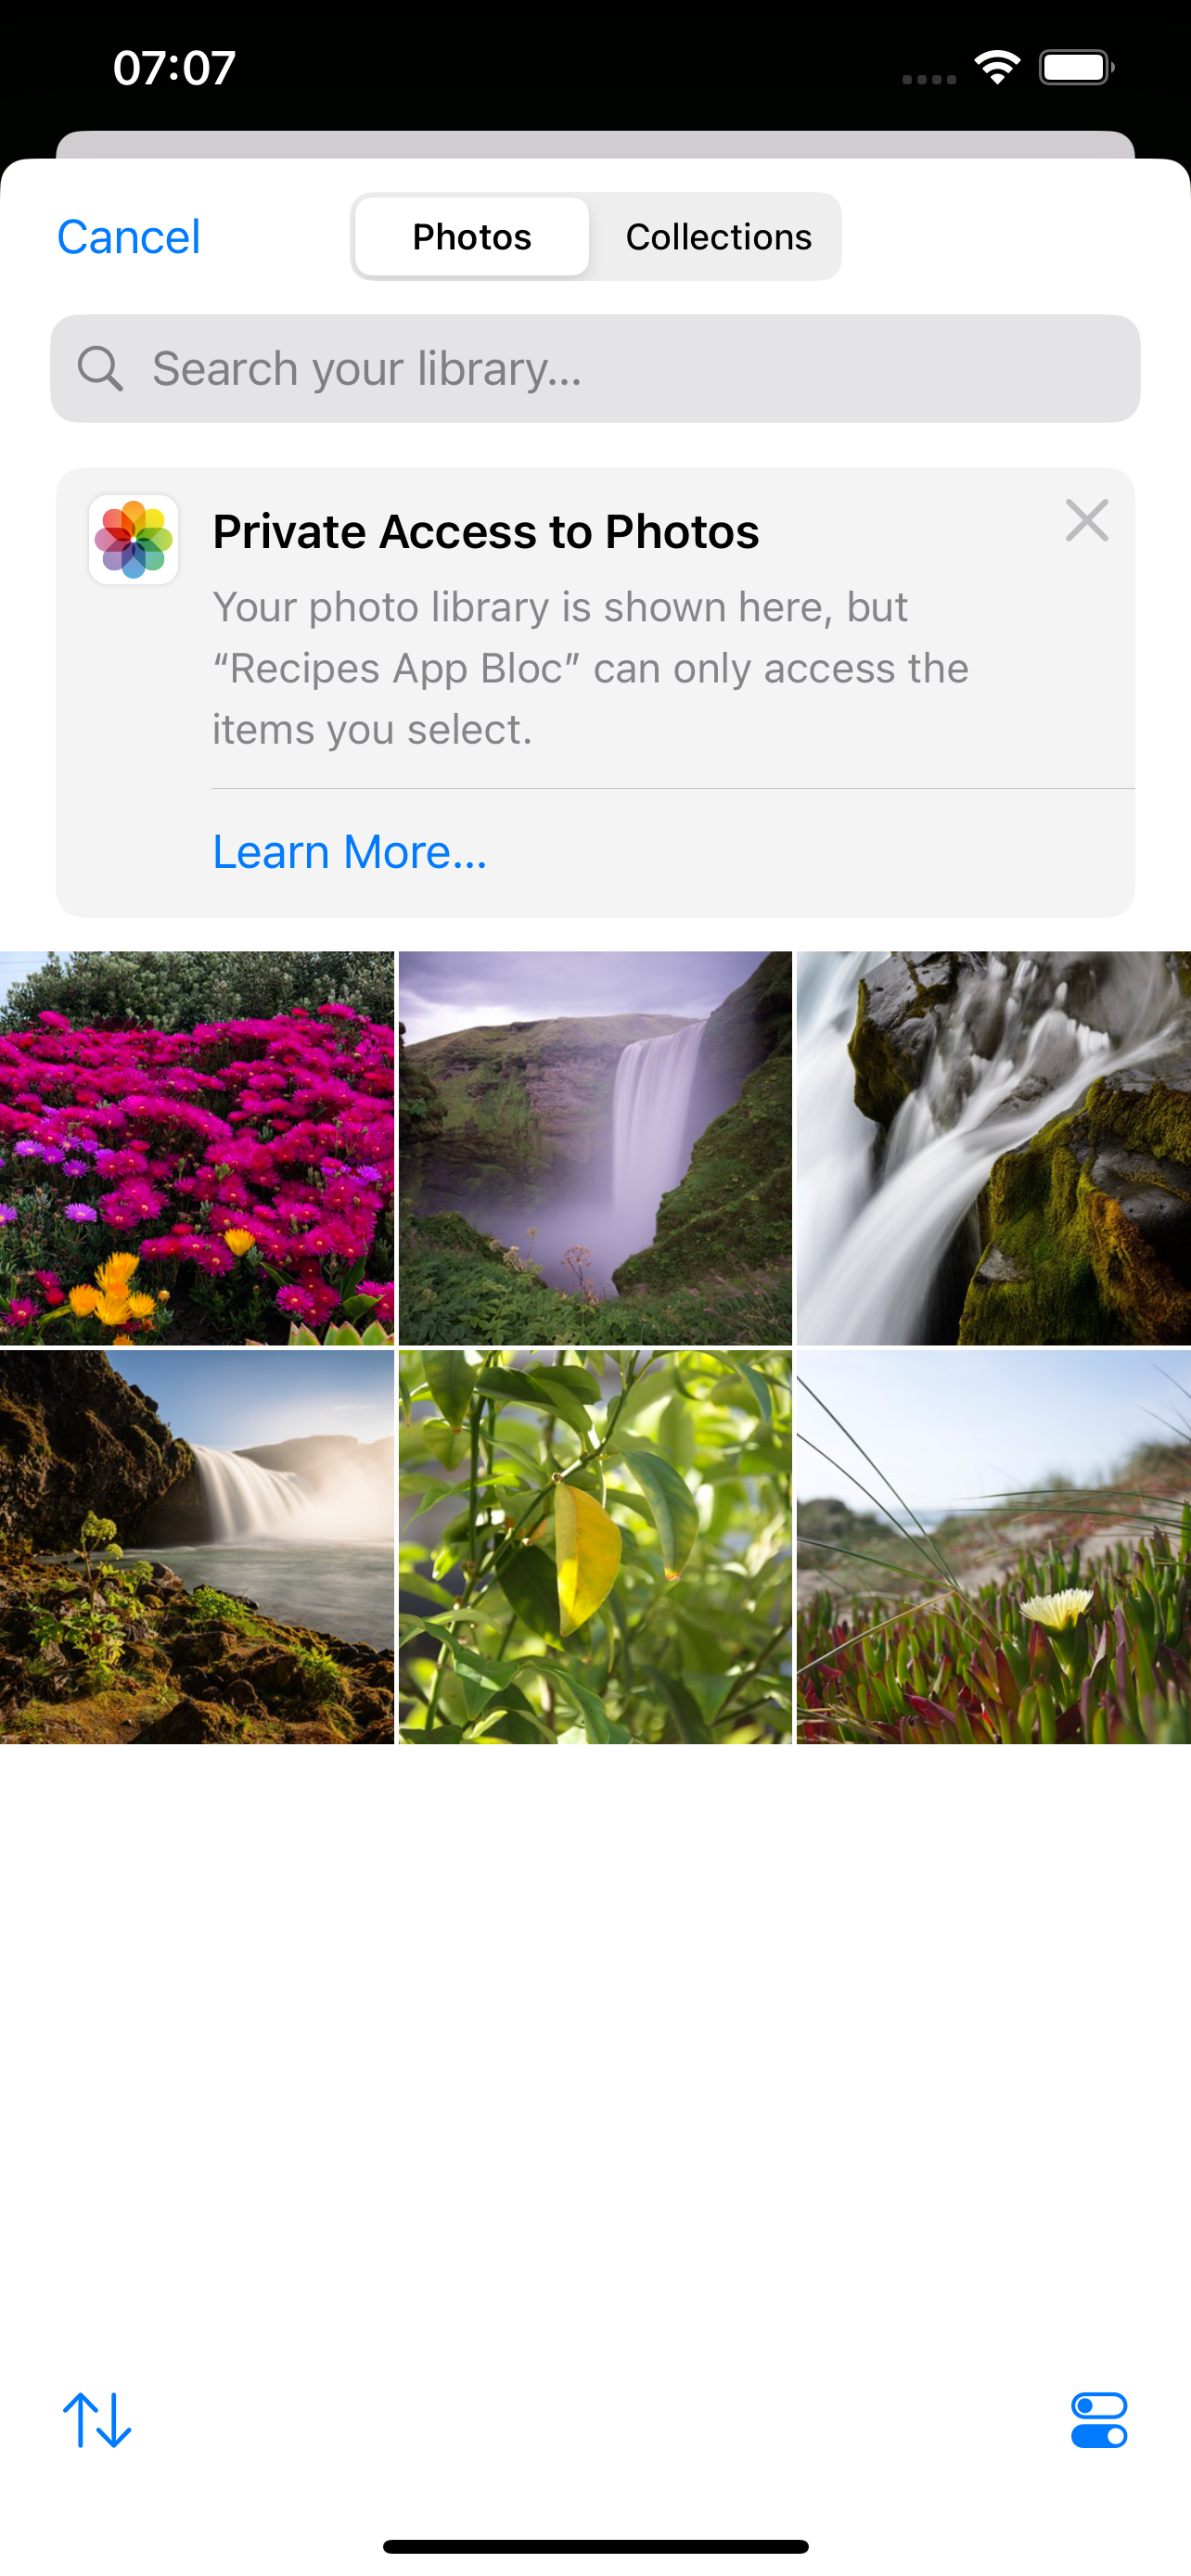 07:07
Cancel
Photos
Collections
Search your library...
Private Access to Photos
Your photo library is shown here, but
“Recipes App Bloc” can only access the
items you select.
Learn More...